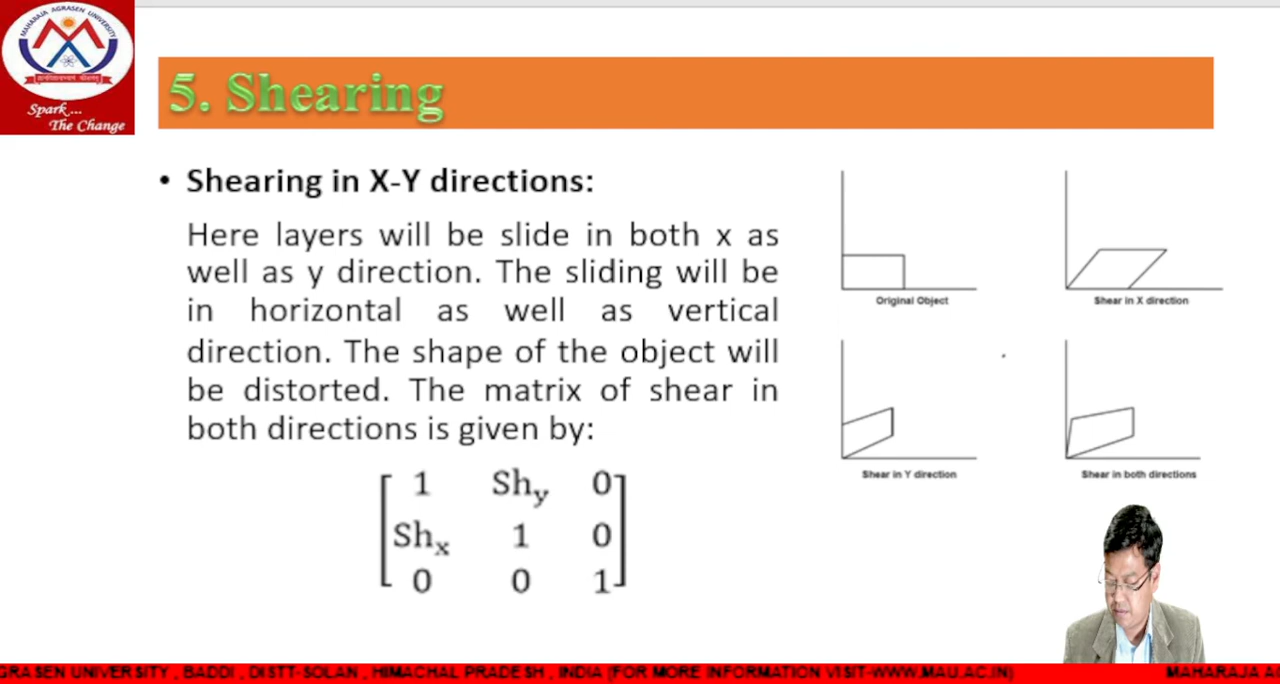 MAHARAJA AGRASEN UNIVERSITY
Spark...
The Change
5. Shearing
• Shearing in X-Y directions:
Here layers will be slide in both x as
well as y direction. The sliding will be
in horizontal as well as vertical
direction. The shape of the object will
be distorted. The matrix of shear in
both directions is given by:
1 Shy 0
Shx 1 0
0 0 1
Original Object
Shear in X direction
Shear in Y direction
Shear in both directions
GRASEN UNIVERSITY , BADDI , DISTT-SOLAN , HIMACHAL PRADESH , INDIA (FOR MORE INFORMATION VISIT-WWW.MAU.AC.IN) MAHARAJA A